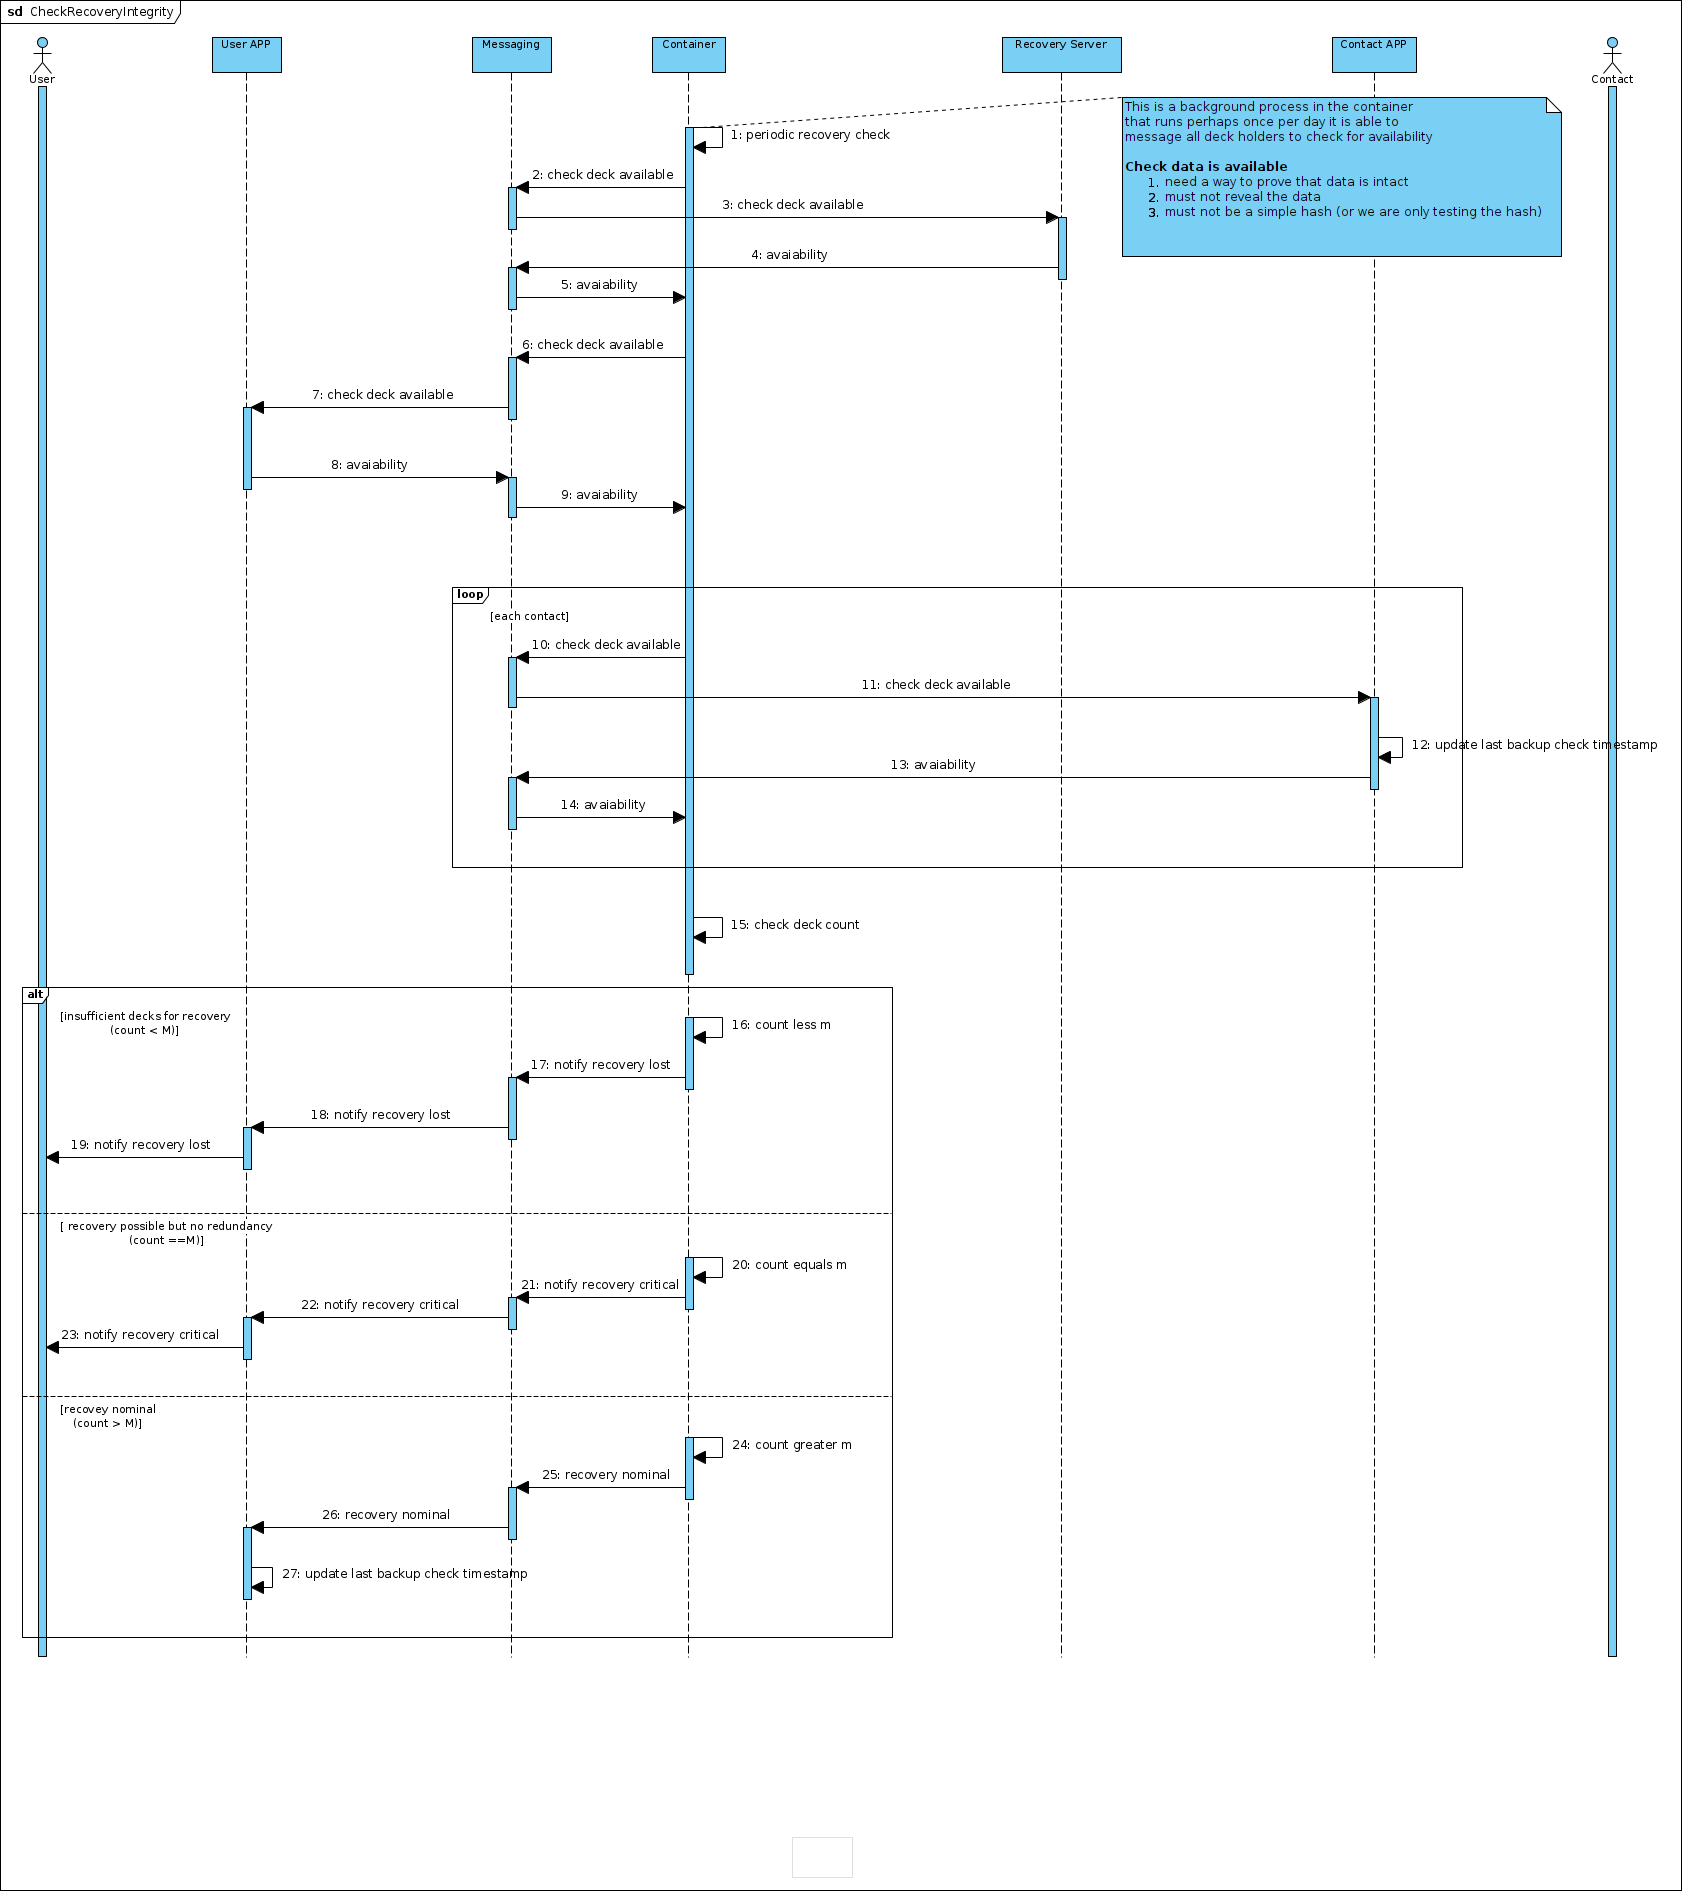 sd CheckRecoveryIntegrity
User
User APP
Messaging
Container
Recovery Server
Contact APP
Contact
This is a background process in the container
that runs perhaps once per day it is able to
message all deck holders to check for availability
Check data is available
1. need a way to prove that data is intact
2. must not reveal the data
3. must not be a simple hash (or we are only testing the hash)
1: periodic recovery check
2: check deck available
3: check deck available
4: avaiability
5: avaiability
6: check deck available
7: check deck available
8: avaiability
9: avaiability
loop
[each contact]
10: check deck available
11: check deck available
12: update last backup check timestamp
13: avaiability
14: avaiability
15: check deck count
alt
[insufficient decks for recovery
(count < M)]
16: count less m
17: notify recovery lost
18: notify recovery lost
19: notify recovery lost
[ recovery possible but no redundancy
(count ==M)]
20: count equals m
21: notify recovery critical
22: notify recovery critical
23: notify recovery critical
[recovey nominal
(count > M)]
24: count greater m
25: recovery nominal
26: recovery nominal
27: update last backup check timestamp